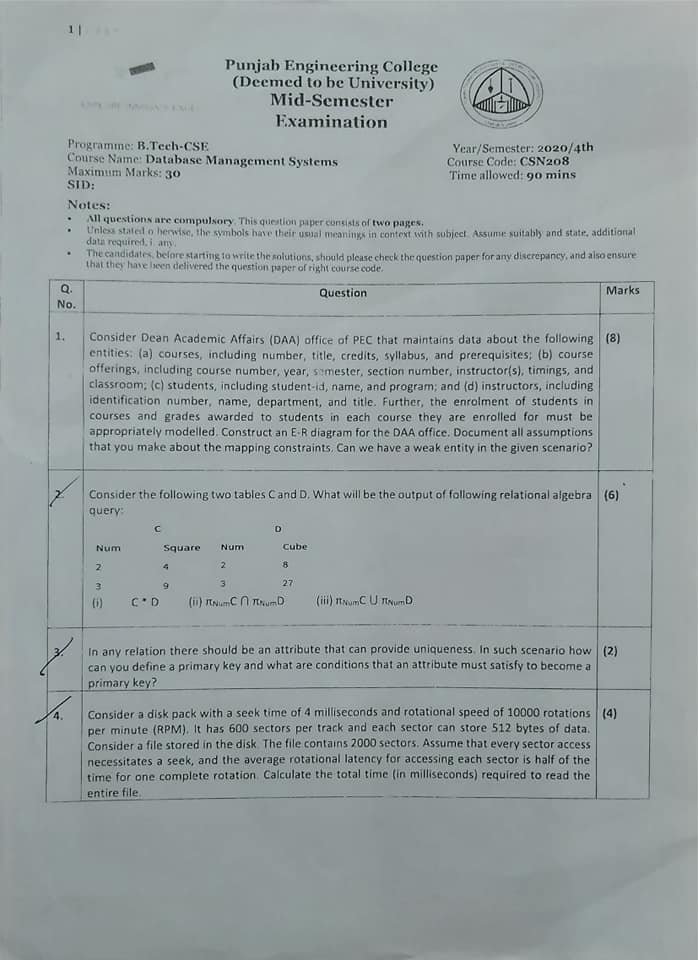 1 |
Punjab Engineering College
(Deemed to be University)
Mid-Semester
Examination
Programme: B.Tech-CSE
Year/Semester: 2020/4th
Course Name: Database Management Systems
Course Code: CSN208
Maximum Marks: 30
Time allowed: 90 mins
SID:
Notes:
• All questions are compulsory. This question paper consists of two pages.
• Unless stated o herwise, the symbols have their usual meanings in context with subject. Assume suitably and state, additional
data required, i any.
• The candidates, before starting to write the solutions, should please check the question paper for any discrepancy, and also ensure
that they have been delivered the question paper of right course code.
Q. No. Question Marks
1. Consider Dean Academic Affairs (DAA) office of PEC that maintains data about the following (8)
entities: (a) courses, including number, title, credits, syllabus, and prerequisites; (b) course
offerings, including course number, year, semester, section number, instructor(s), timings, and
classroom; (c) students, including student-id, name, and program; and (d) instructors, including
identification number, name, department, and title. Further, the enrolment of students in
courses and grades awarded to students in each course they are enrolled for must be
appropriately modelled. Construct an E-R diagram for the DAA office. Document all assumptions
that you make about the mapping constraints. Can we have a weak entity in the given scenario?
2. Consider the following two tables C and D. What will be the output of following relational algebra (6)
query:
C D
Num Square Num Cube
2 4 2 8
3 9 3 27
(i) C * D (ii) πNumC ∩ πNumD (iii) πNumC U πNumD
3. In any relation there should be an attribute that can provide uniqueness. In such scenario how (2)
can you define a primary key and what are conditions that an attribute must satisfy to become a
primary key?
4. Consider a disk pack with a seek time of 4 milliseconds and rotational speed of 10000 rotations (4)
per minute (RPM). It has 600 sectors per track and each sector can store 512 bytes of data.
Consider a file stored in the disk. The file contains 2000 sectors. Assume that every sector access
necessitates a seek, and the average rotational latency for accessing each sector is half of the
time for one complete rotation. Calculate the total time (in milliseconds) required to read the
entire file.